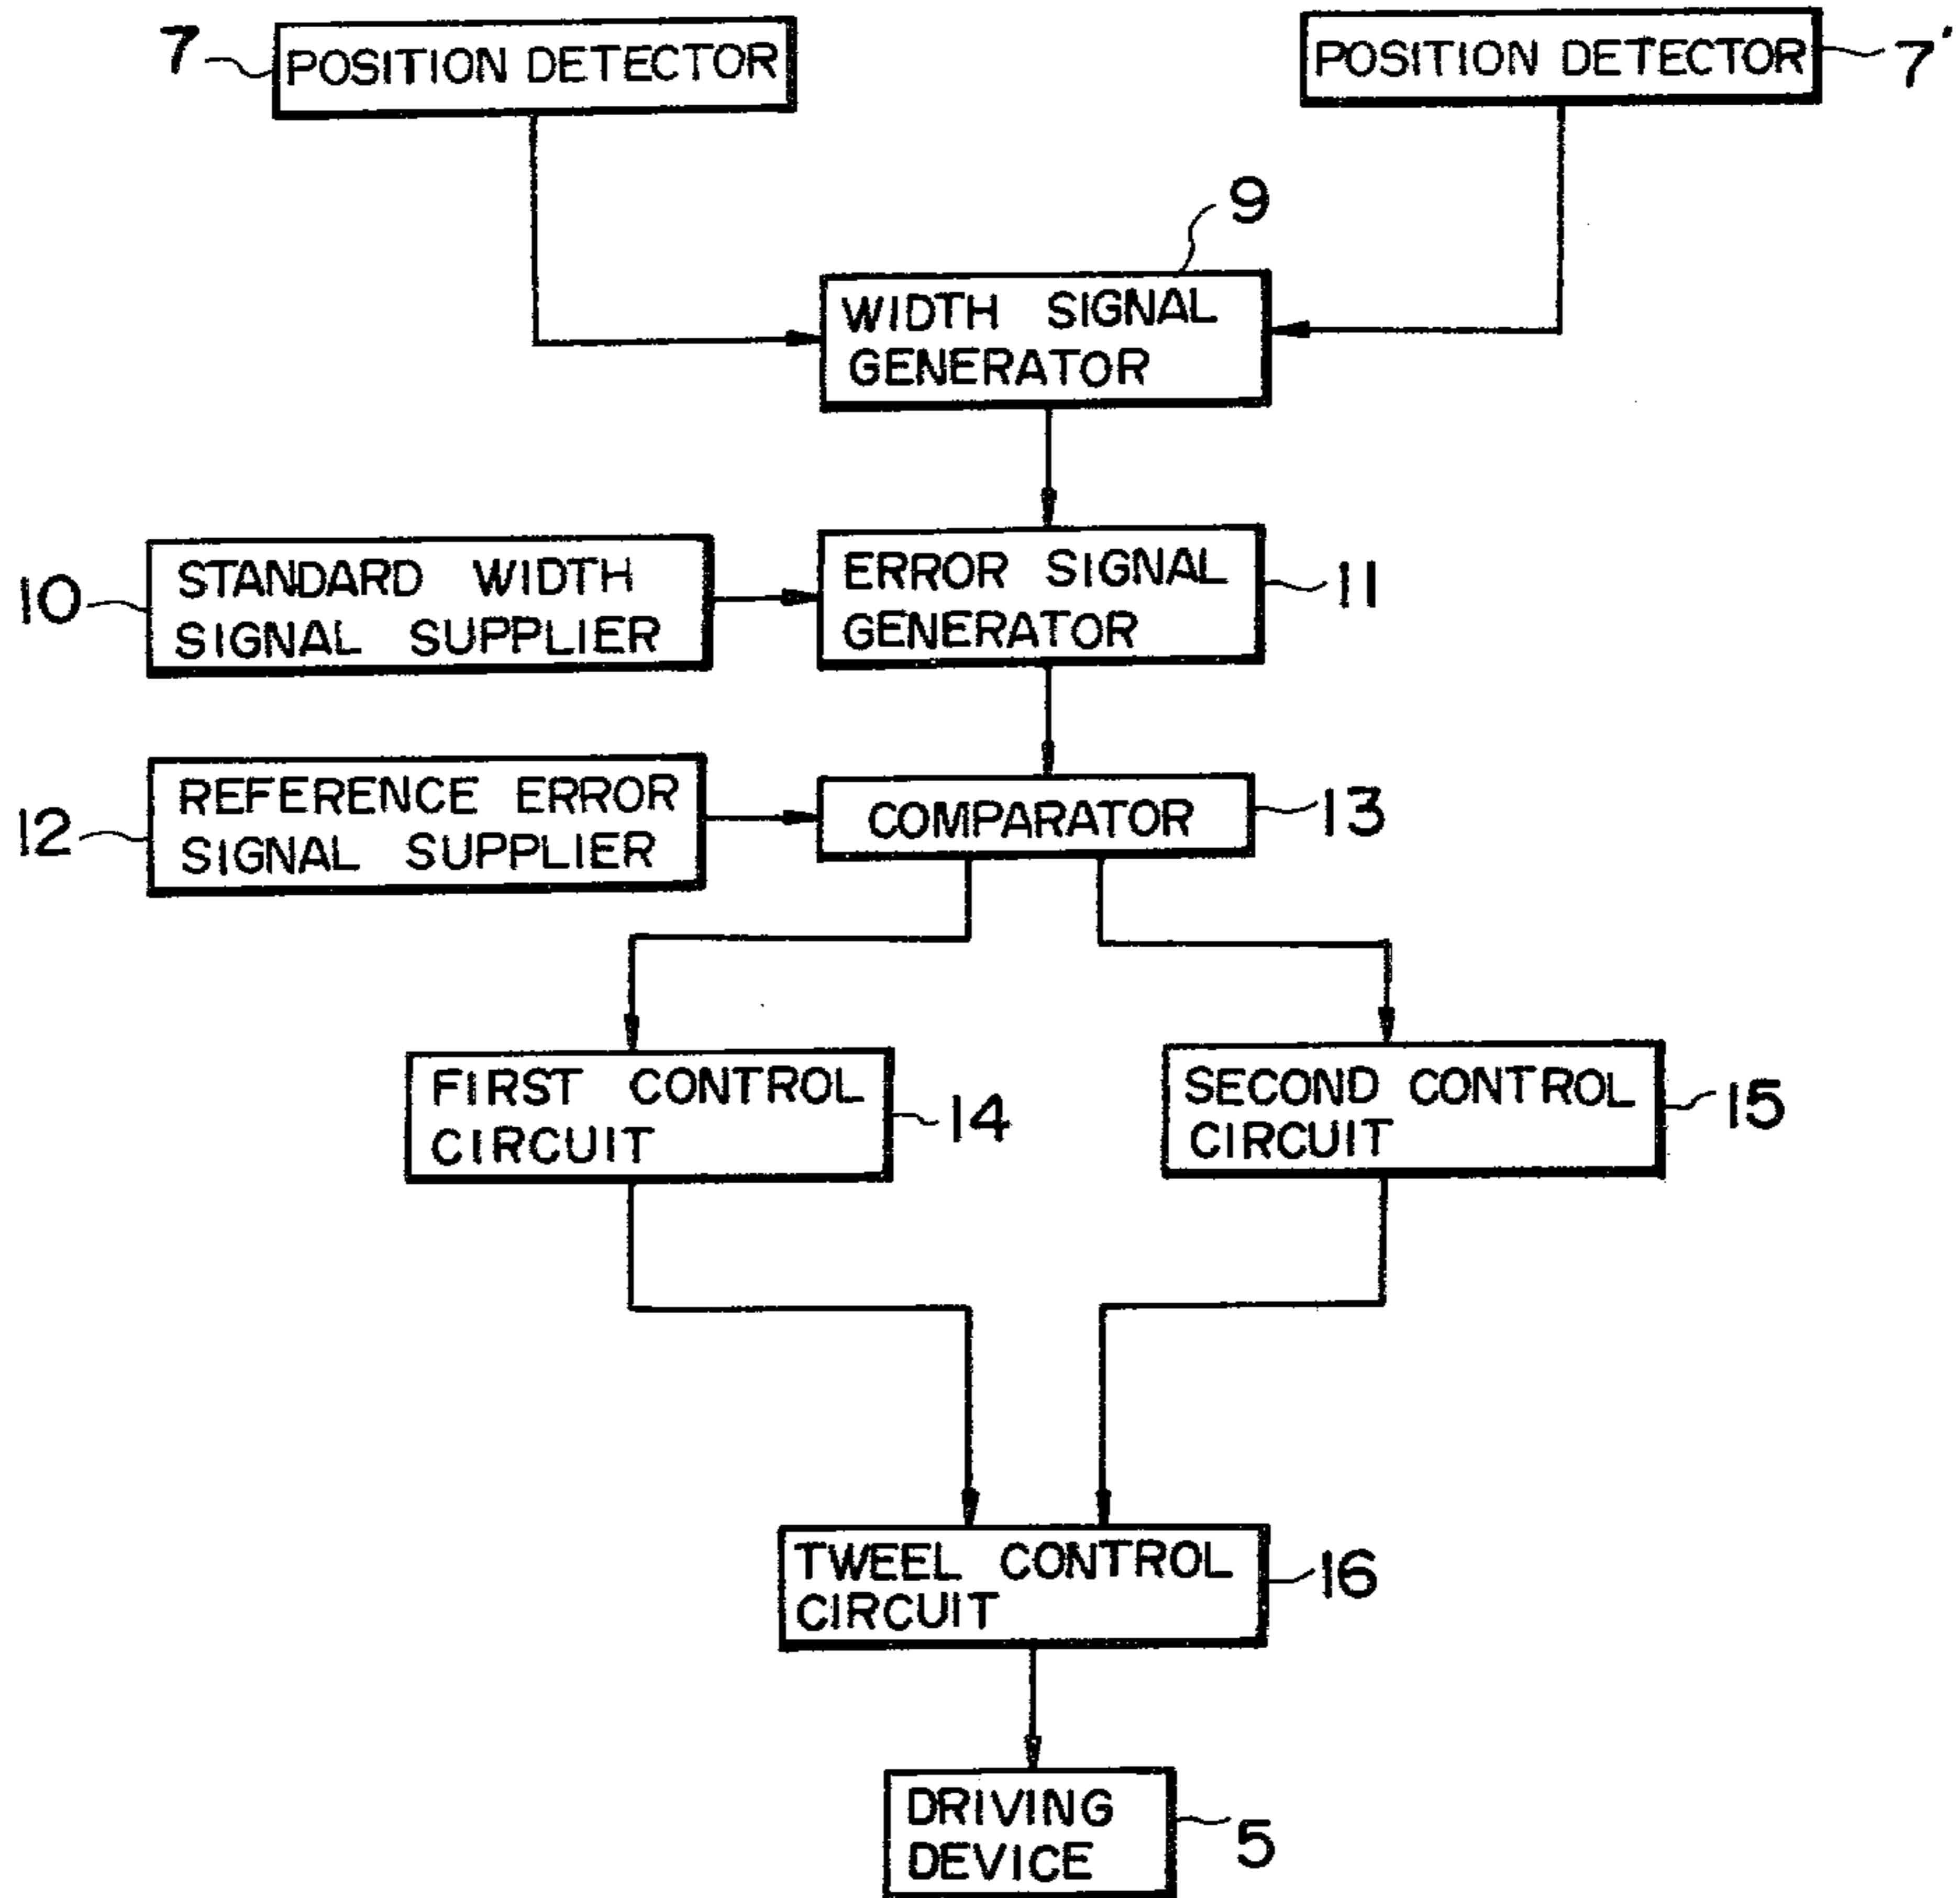 7
POSITION DETECTOR
POSITION DETECTOR
7'
9
WIDTH SIGNAL
GENERATOR
10
STANDARD WIDTH
SIGNAL SUPPLIER
ERROR SIGNAL
GENERATOR
11
12
REFERENCE ERROR
SIGNAL SUPPLIER
COMPARATOR
13
FIRST CONTROL
CIRCUIT
14
SECOND CONTROL
CIRCUIT
15
TWEEL CONTROL
CIRCUIT
16
DRIVING
DEVICE
5